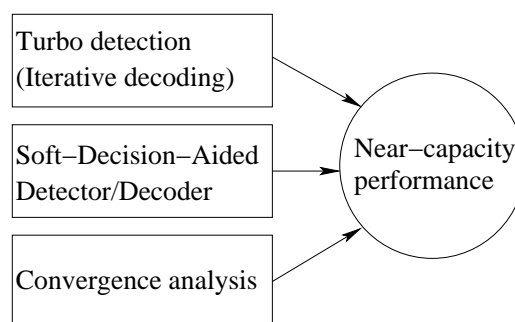 Turbo detection
(Iterative decoding)
Soft−Decision−Aided
Detector/Decoder
Convergence analysis
Near−capacity
performance